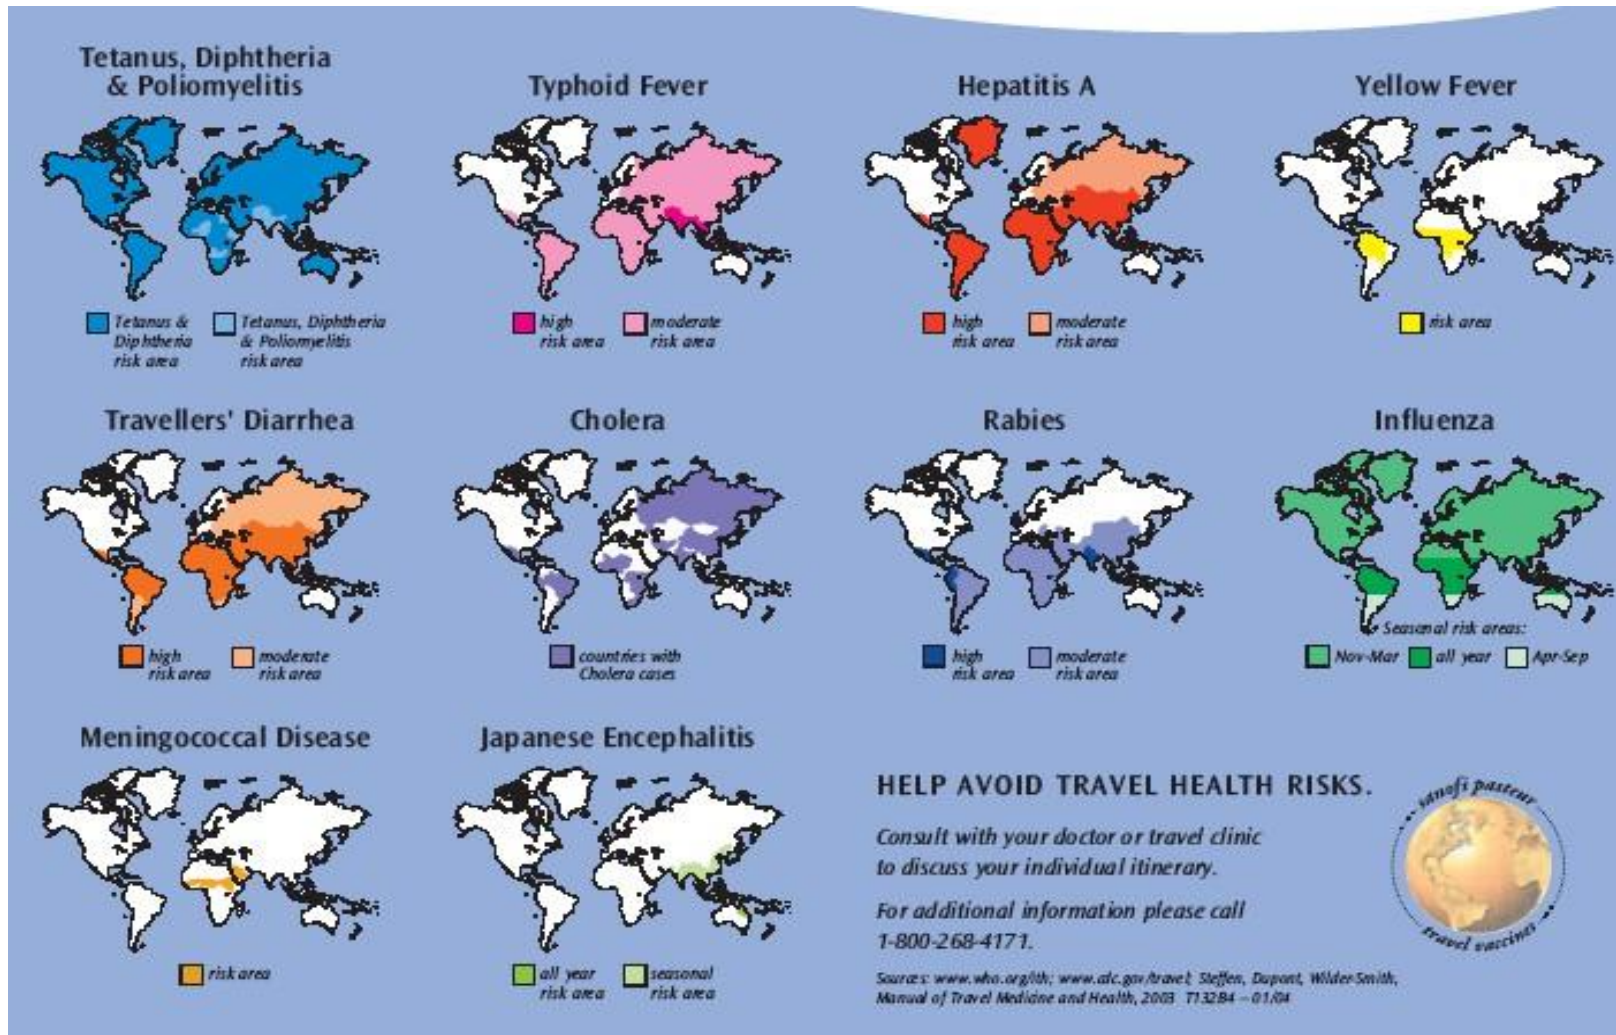 Tetanus, Diphtheria
& Poliomyelitis
Tetanus &
Diphtheria
risk area
Tetanus, Diphtheria
& Poliomyelitis
risk area
Typhoid Fever
high
risk area
moderate
risk area
Hepatitis A
high
risk area
moderate
risk area
Yellow Fever
risk area
Travellers' Diarrhea
high
risk area
moderate
risk area
Cholera
countries with
Cholera cases
Rabies
high
risk area
moderate
risk area
Influenza
Seasonal risk areas:
Nov-Mar
all year
Apr-Sep
Meningococcal Disease
risk area
Japanese Encephalitis
all year
risk area
seasonal
risk area
HELP AVOID TRAVEL HEALTH RISKS.
Consult with your doctor or travel clinic
to discuss your individual itinerary.
For additional information please call
1-800-268-4171.
Sources: www.who.org/ith; www.cdc.gov/travel; Steffen, Dupont, Wilder-Smith,
Manual of Travel Medicine and Health, 2003 T132B4 – 01/04
sanofi pasteur
travel vaccines